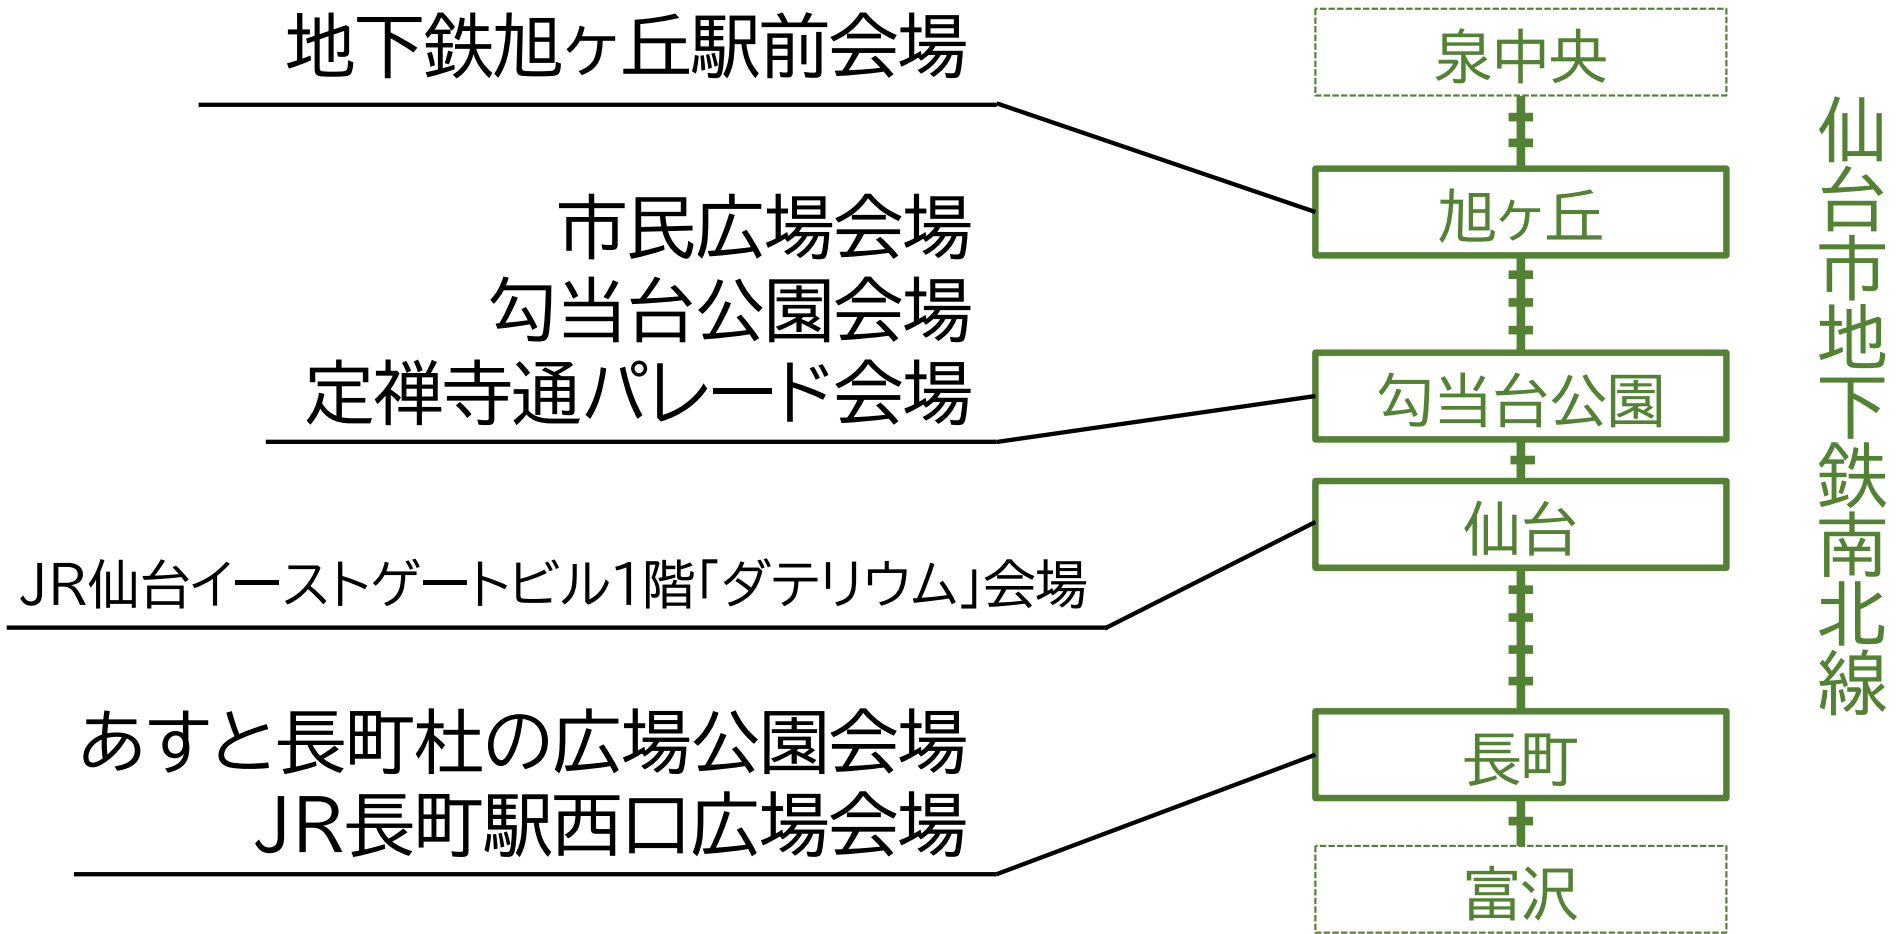 地下鉄旭ヶ丘駅前会場
市民広場会場
勾当台公園会場
定禅寺通パレード会場
JR仙台イーストゲートビル1階「ダテリウム」会場
あすと長町杜の広場公園会場
JR長町駅西口広場会場
泉中央
旭ヶ丘
勾当台公園
仙台
長町
富沢
仙台市地下鉄南北線